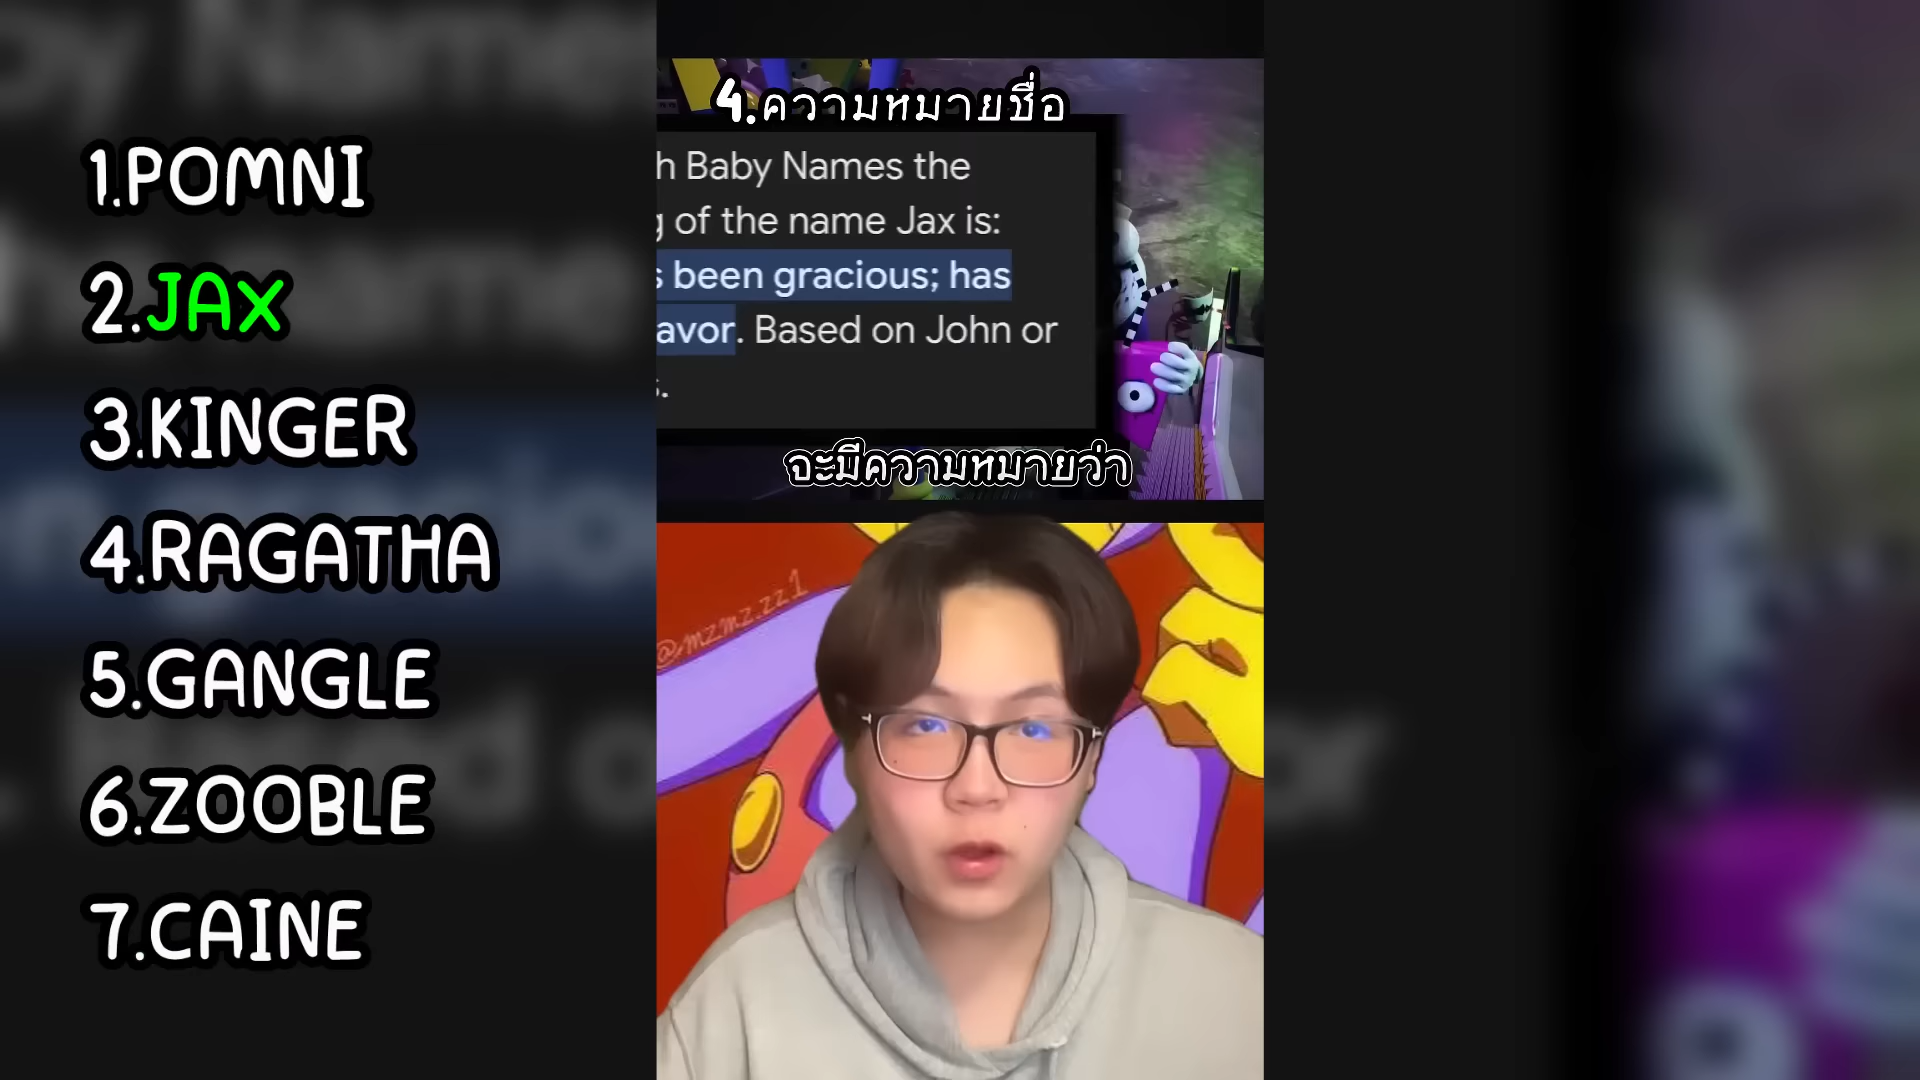 1.POMNI
2.JAX
3.KINGER
4.RAGATHA
5.GANGLE
6.ZOOBLE
7.CAINE
4.ความหมายชื่อ
h Baby Names the
g of the name Jax is:
s been gracious; has
avor. Based on John or
s.
จะมีความหมายว่า
@mzmz.zz1